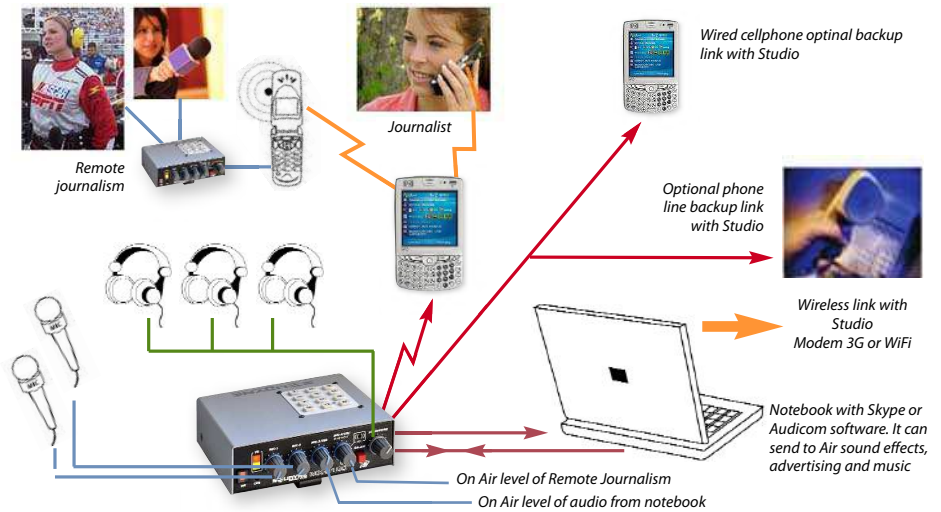 Wired cellphone optinal backup
link with Studio
Journalist
Remote
journalism
Optional phone
line backup link
with Studio
Wireless link with
Studio
Modem 3G or WiFi
MIC
MIC
Notebook with Skype or
Audicom software. It can
send to Air sound effects,
advertising and music
On Air level of Remote Journalism
On Air level of audio from notebook